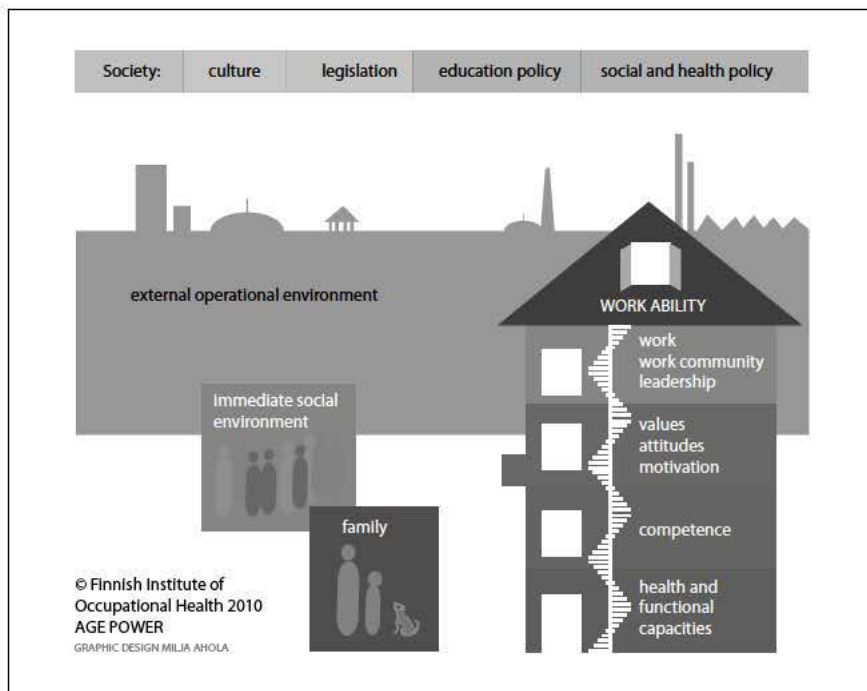 Society: culture legislation education policy social and health policy
external operational environment
WORK ABILITY
work
work community
leadership
values
attitudes
motivation
competence
health and
functional
capacities
immediate social
environment
family
© Finnish Institute of
Occupational Health 2010
AGE POWER
GRAPHIC DESIGN MILJA AHOLA